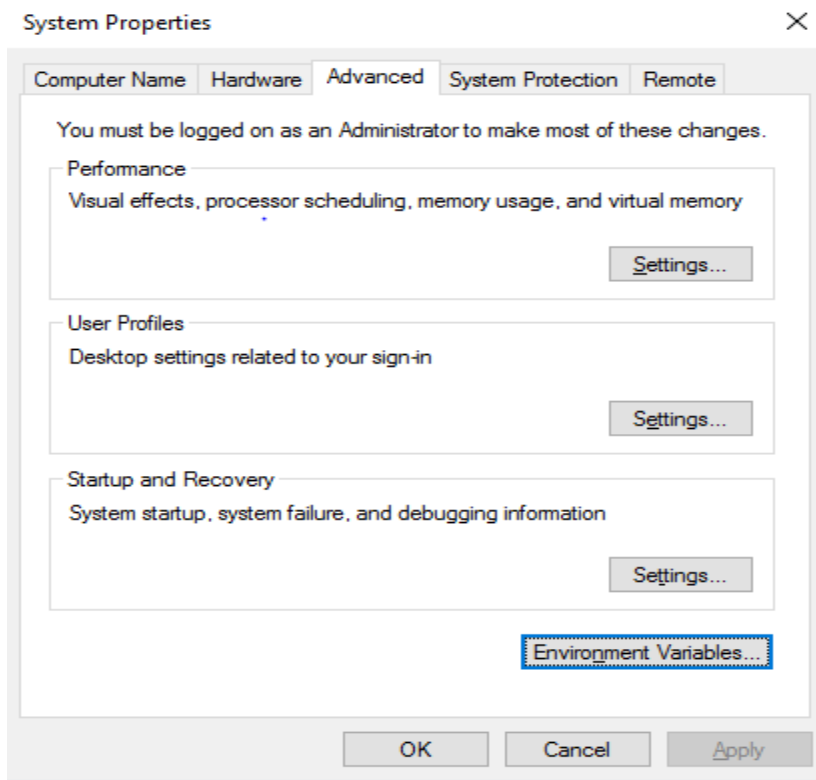 System Properties
Computer Name Hardware Advanced System Protection Remote
You must be logged on as an Administrator to make most of these changes.
Performance
Visual effects, processor scheduling, memory usage, and virtual memory
Settings...
User Profiles
Desktop settings related to your sign-in
Settings...
Startup and Recovery
System startup, system failure, and debugging information
Settings...
Environment Variables...
OK Cancel Apply